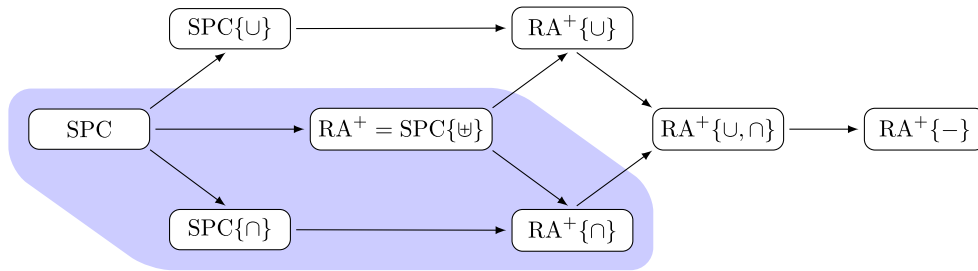 SPC{∪}
RA⁺{∪}
SPC
RA⁺ = SPC{⊎}
RA⁺{∪, ∩}
RA⁺{−}
SPC{∩}
RA⁺{∩}